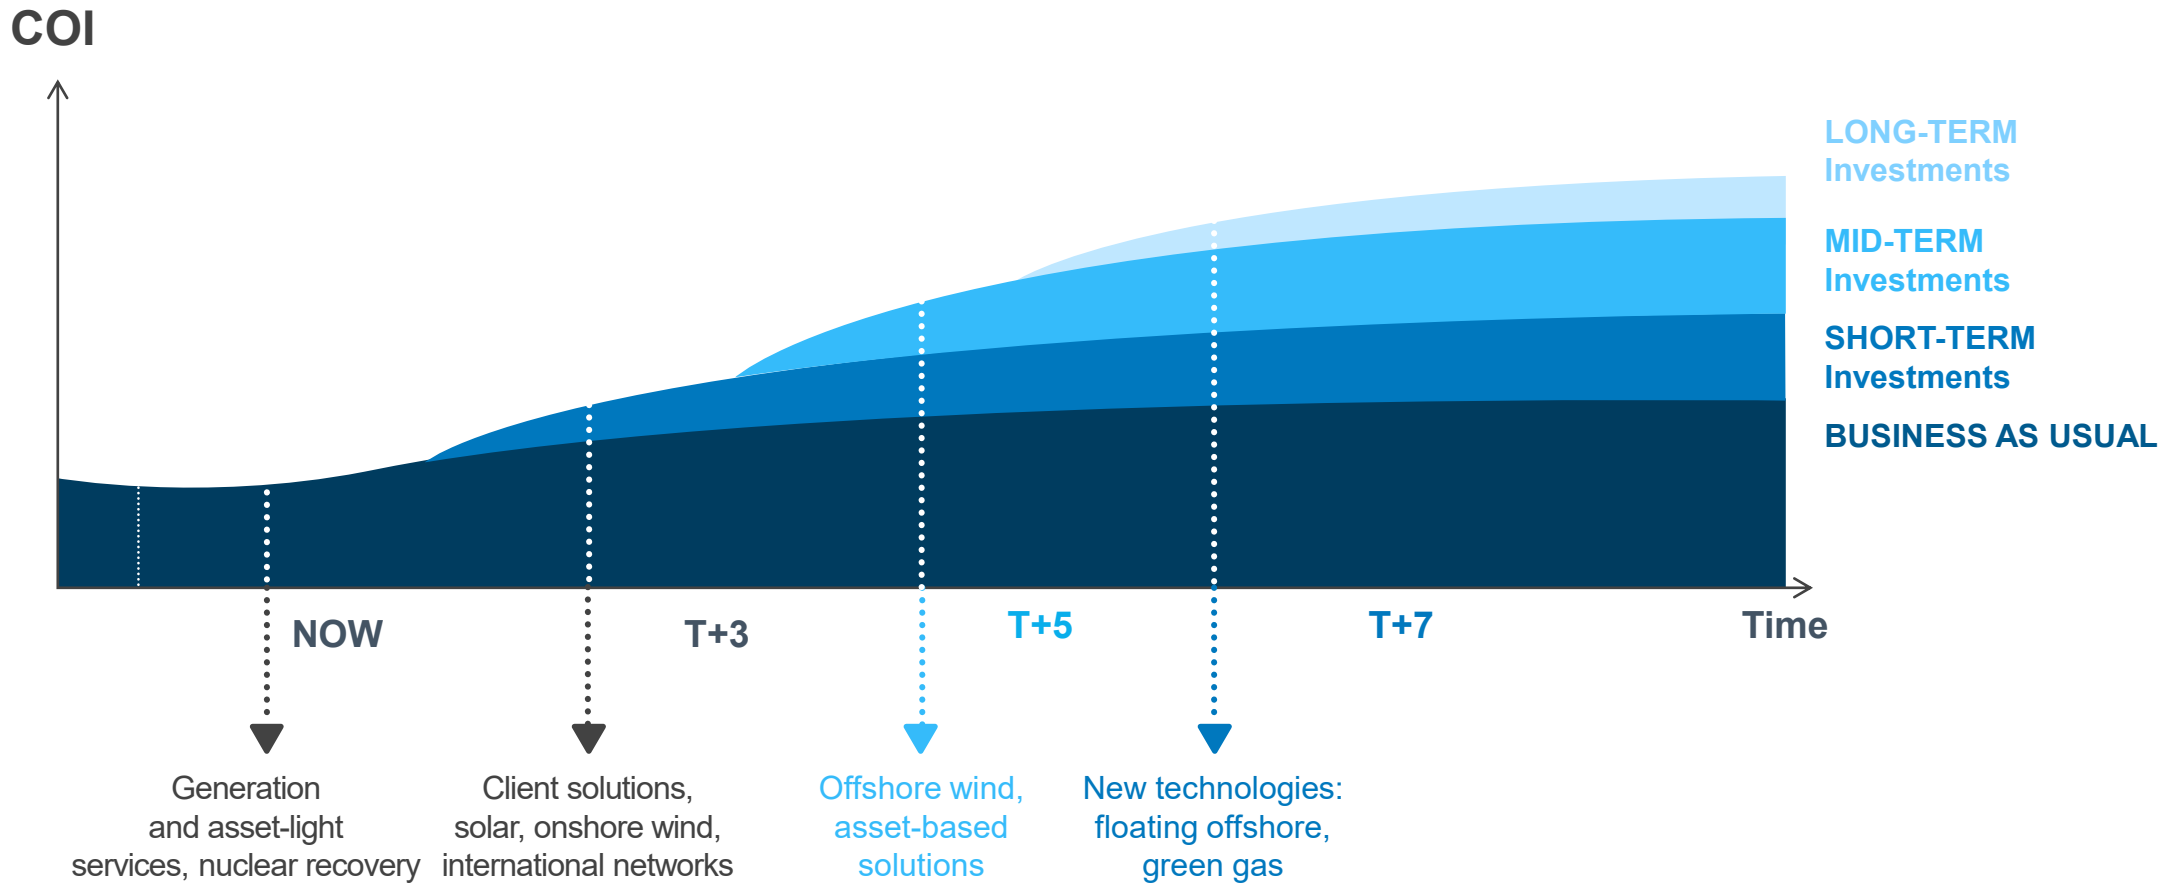 COI
LONG-TERM
Investments
MID-TERM
Investments
SHORT-TERM
Investments
BUSINESS AS USUAL
NOW
T+3
T+5
T+7
Time
Generation
and asset-light
services, nuclear recovery
Client solutions,
solar, onshore wind,
international networks
Offshore wind,
asset-based
solutions
New technologies:
floating offshore,
green gas